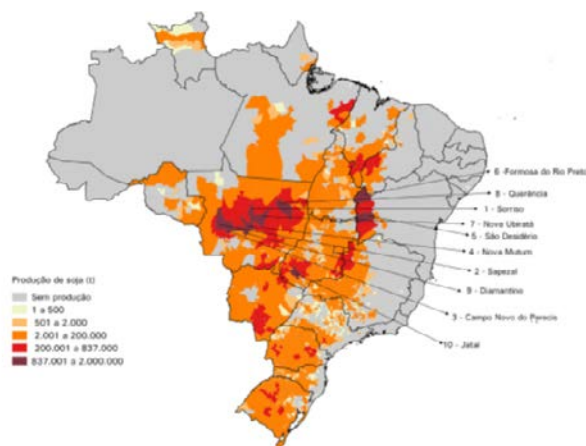 6 -Formosa do Rio Preto
8 - Querência
1 - Sorriso
7 - Nova Ubiratã
5 - São Desidério
4 - Nova Mutum
2 - Sapezal
9 - Diamantino
3 - Campo Novo do Parecis
10 - Jataí
Produção de soja (t)
Sem produção
1 a 500
501 a 2.000
2.001 a 200.000
200.001 a 837.000
837.001 a 2.000.000